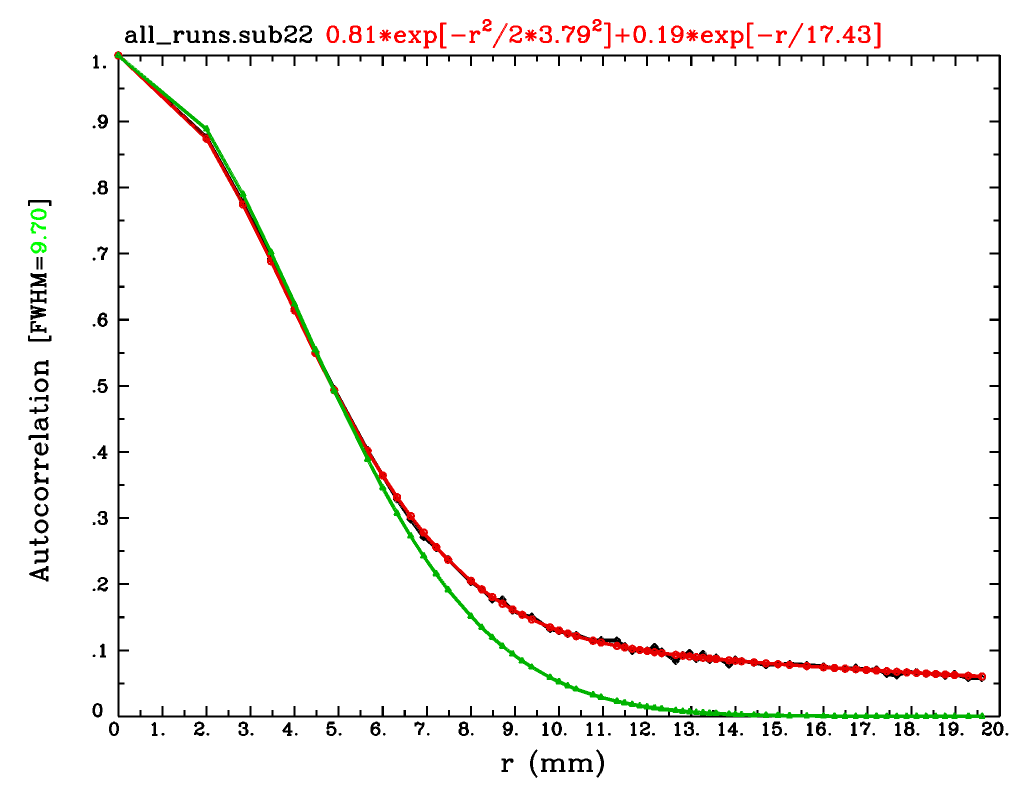 all_runs.sub22 0.81*exp[-r²/2*3.79²]+0.19*exp[-r/17.43]
1.
.9
.8
.7
.6
.5
.4
.3
.2
.1
0
Autocorrelation [FWHM=9.70]
0. 1. 2. 3. 4. 5. 6. 7. 8. 9. 10. 11. 12. 13. 14. 15. 16. 17. 18. 19. 20.
r (mm)